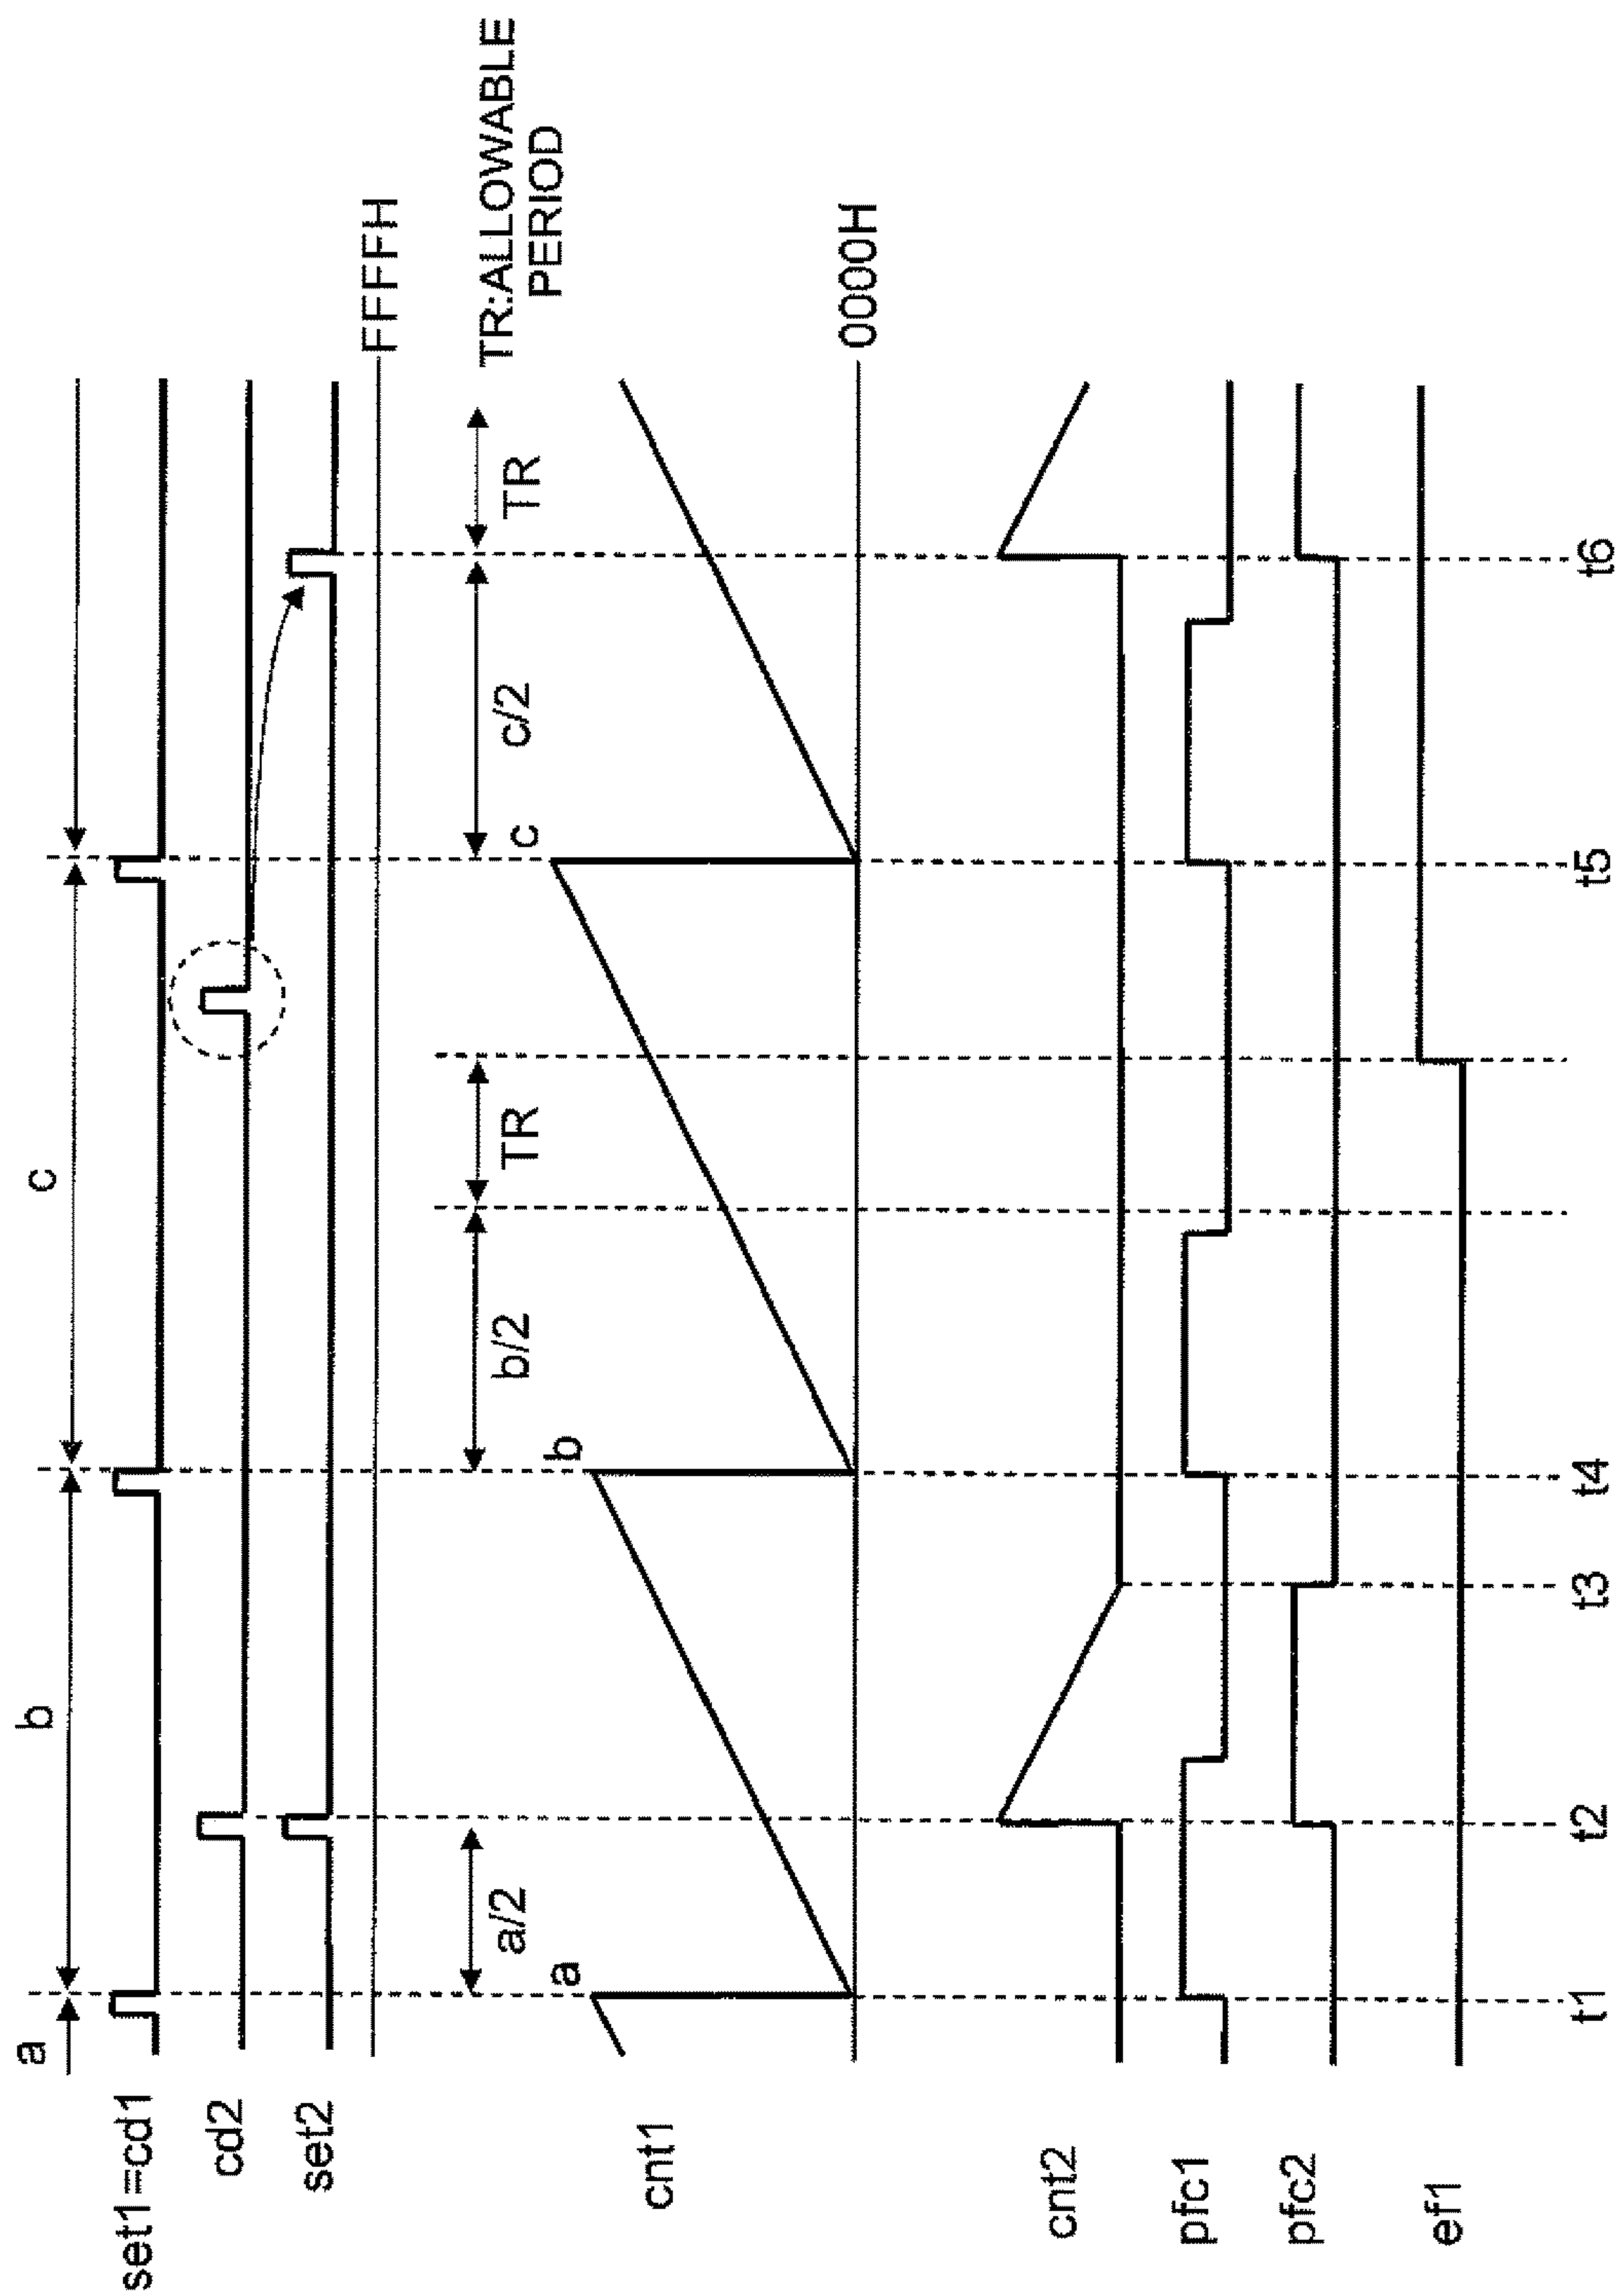 a
b
c
set1=cd1
cd2
set2
FFFFH
a/2
b/2
TR
c/2
TR
TR:ALLOWABLE
PERIOD
a
b
c
cnt1
0000H
cnt2
pfc1
pfc2
ef1
t1
t2
t3
t4
t5
t6